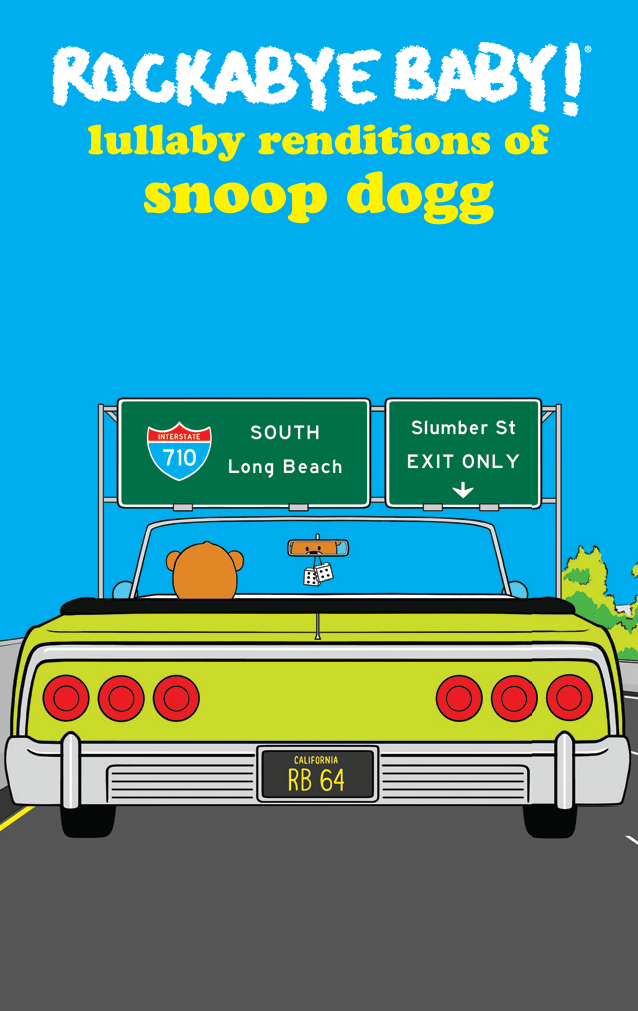 ROCKABYE BABY!®
lullaby renditions of
snoop dogg
INTERSTATE
710
SOUTH
Long Beach
Slumber St
EXIT ONLY
CALIFORNIA
RB 64